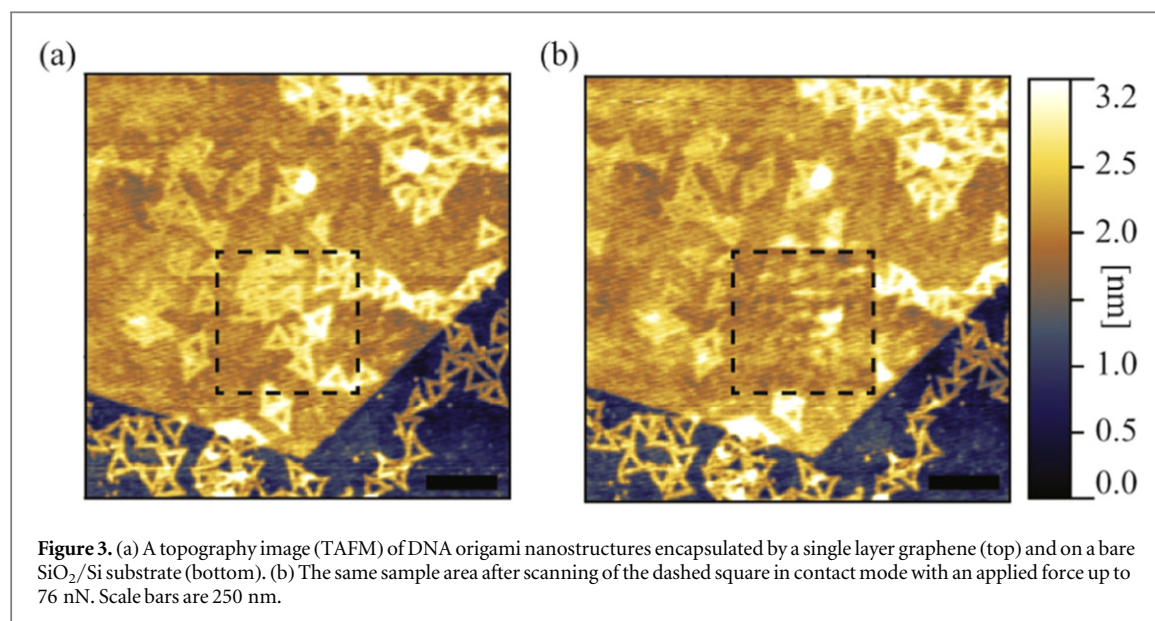 (a)
(b)
3.2
2.5
2.0
1.0
0.5
0.0
[nm]
Figure 3. (a) A topography image (TAFM) of DNA origami nanostructures encapsulated by a single layer graphene (top) and on a bare
SiO₂/Si substrate (bottom). (b) The same sample area after scanning of the dashed square in contact mode with an applied force up to
76 nN. Scale bars are 250 nm.